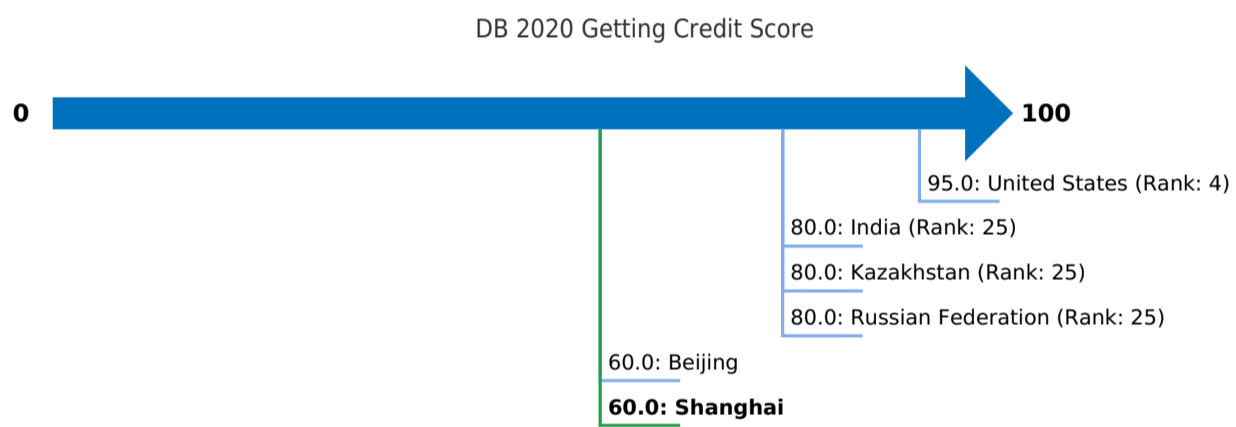 DB 2020 Getting Credit Score
0
100
95.0: United States (Rank: 4)
80.0: India (Rank: 25)
80.0: Kazakhstan (Rank: 25)
80.0: Russian Federation (Rank: 25)
60.0: Beijing
60.0: Shanghai